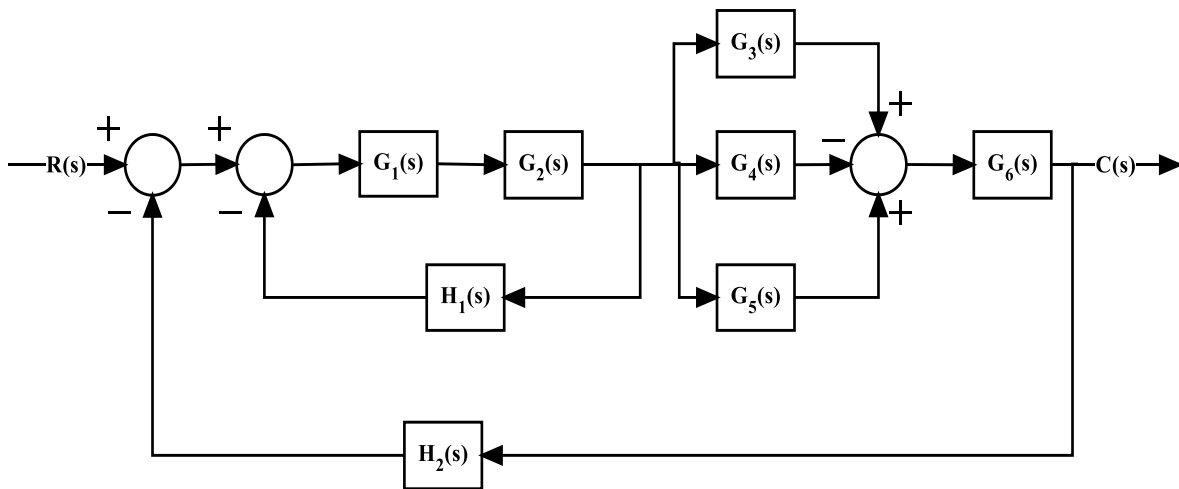 G₃(s)
+
+
+
R(s)
G₁(s)
G₂(s)
G₄(s)
−
G₆(s)
C(s)
−
−
+
H₁(s)
G₅(s)
H₂(s)